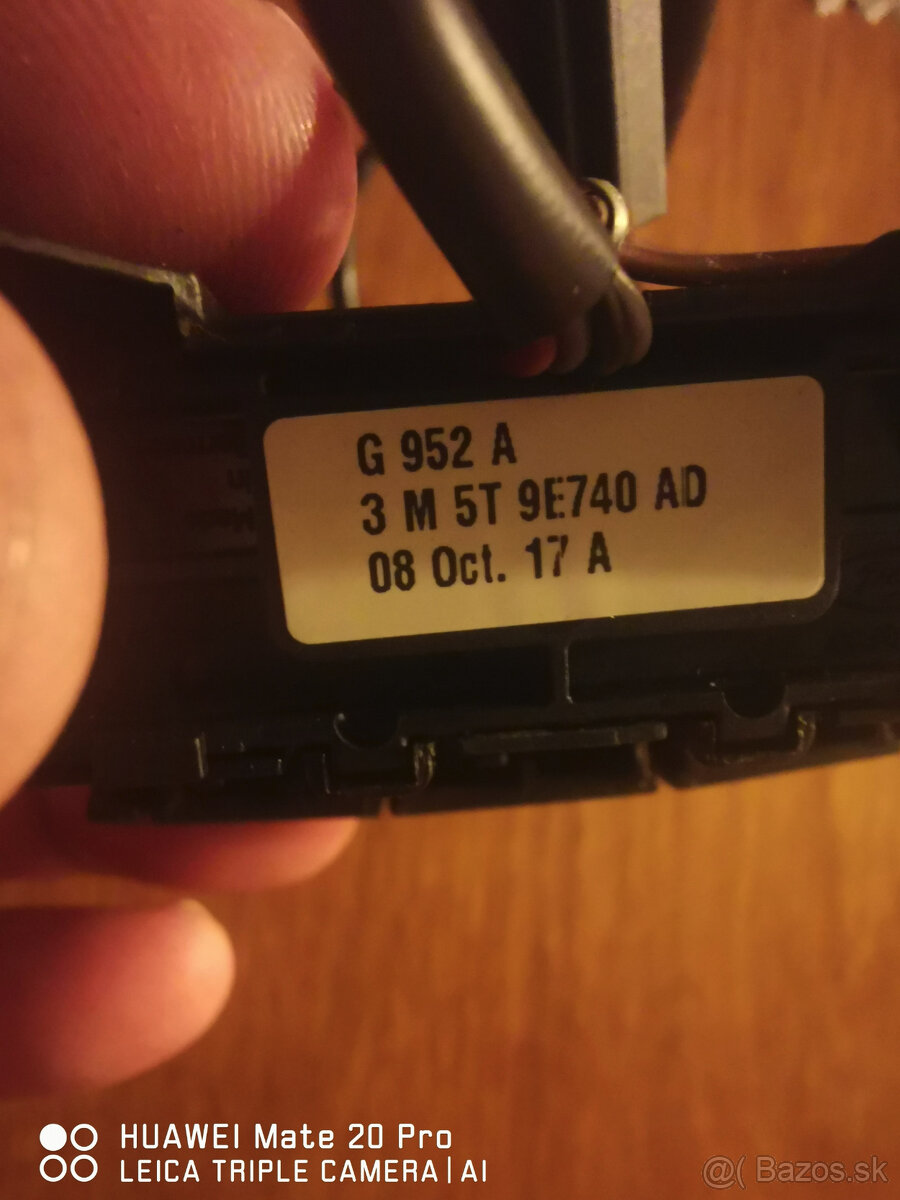 G 952 A
3 M 5T 9E740 AD
08 Oct. 17 A
HUAWEI Mate 20 Pro
LEICA TRIPLE CAMERA|AI
@( Bazos.sk